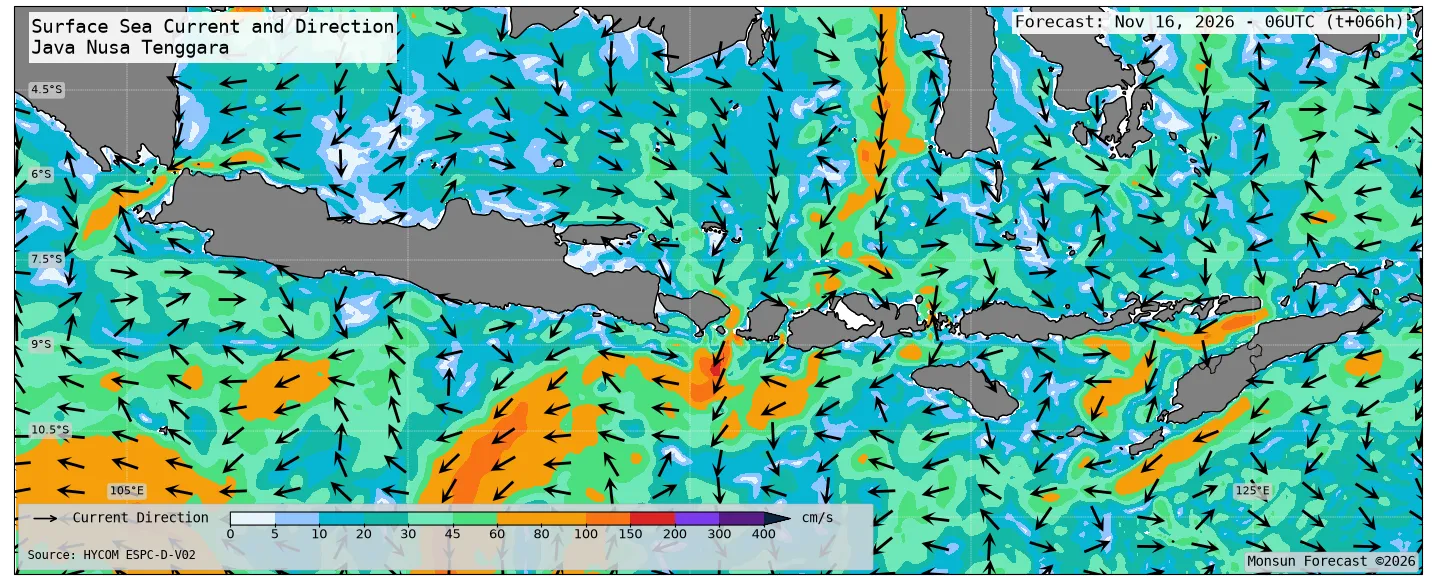 Surface Sea Current and Direction
Java Nusa Tenggara
Forecast: Nov 16, 2026 - 06UTC (t+066h)
4.5°S
6°S
7.5°S
9°S
10.5°S
105°E
125°E
Current Direction
0 5 10 20 30 45 60 80 100 150 200 300 400 cm/s
Source: HYCOM ESPC-D-V02
Monsun Forecast ©2026